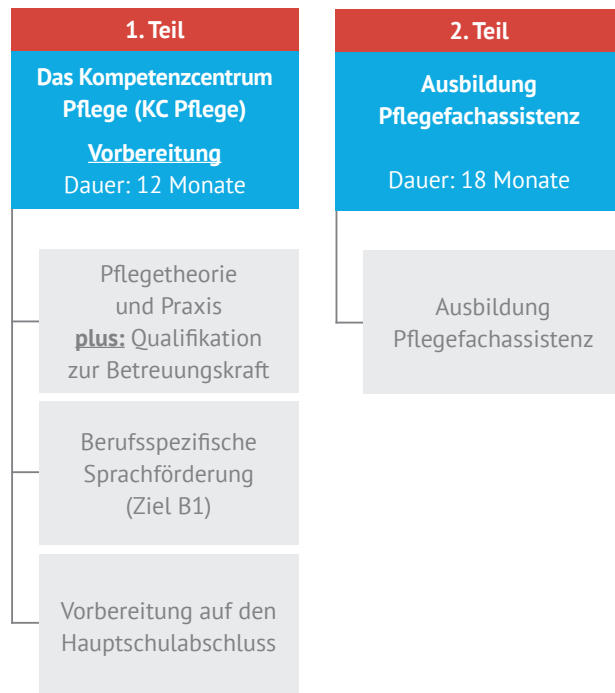 1. Teil
Das Kompetenzcentrum
Pflege (KC Pflege)
Vorbereitung
Dauer: 12 Monate
Pflegetheorie
und Praxis
plus: Qualifikation
zur Betreuungskraft
Berufsspezifische
Sprachförderung
(Ziel B1)
Vorbereitung auf den
Hauptschulabschluss
2. Teil
Ausbildung
Pflegefachassistenz
Dauer: 18 Monate
Ausbildung
Pflegefachassistenz